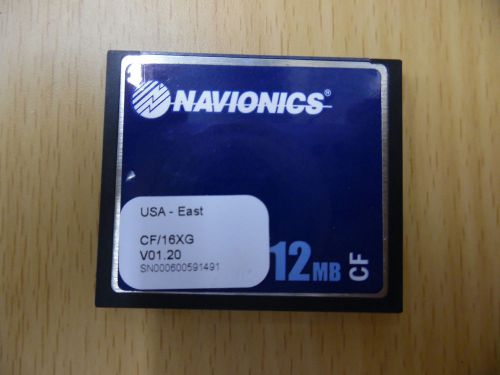 NAVIONICS®
USA - East
CF/16XG
V01.20
SN000600591491
12MB
CF